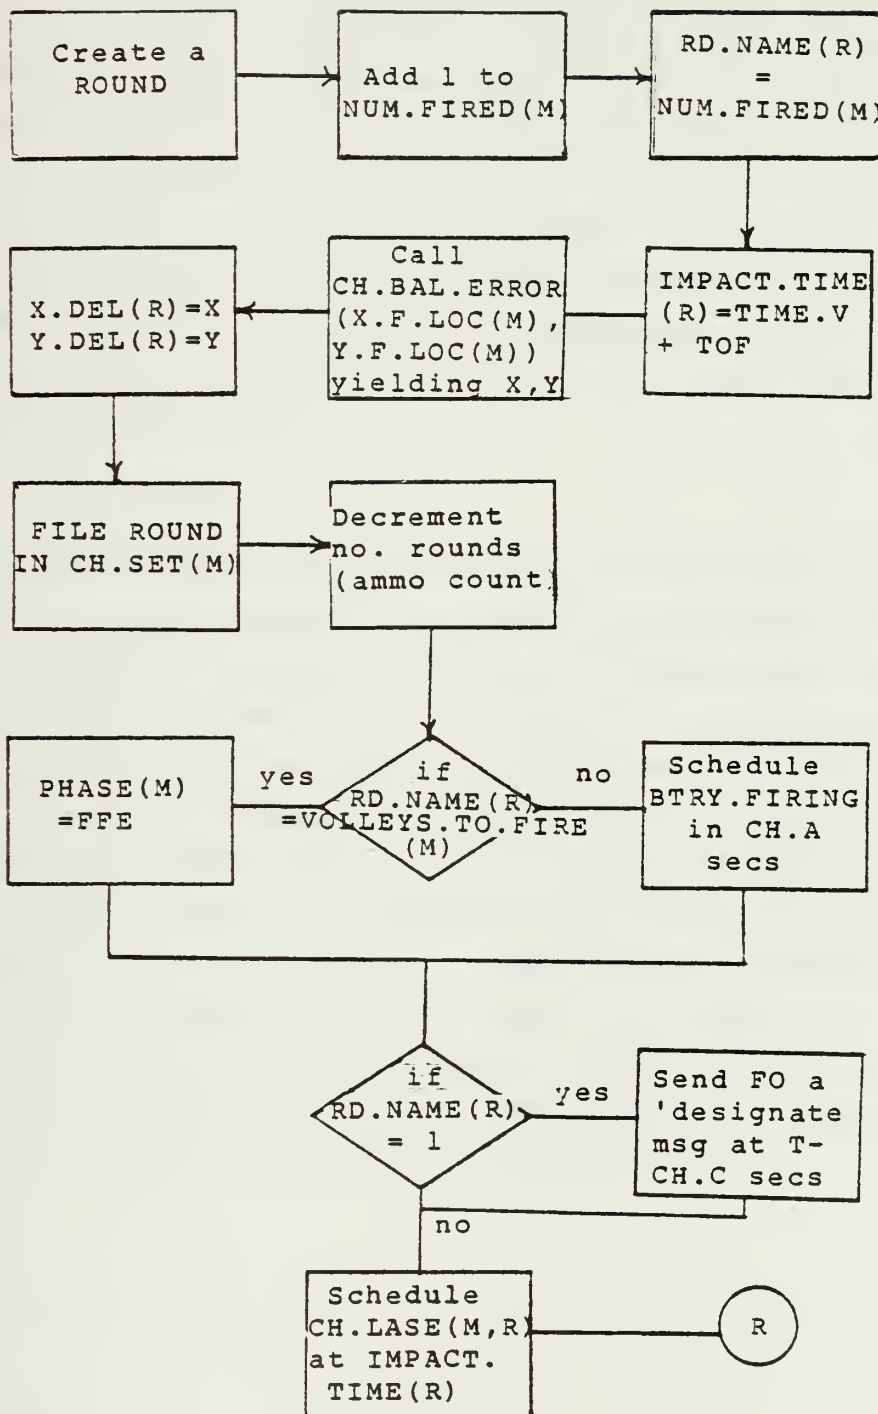 Create a
ROUND
Add 1 to
NUM.FIRED(M)
RD.NAME(R)
=
NUM.FIRED(M)
IMPACT.TIME
(R)=TIME.V
+ TOF
Call
CH.BAL.ERROR
(X.F.LOC(M),
Y.F.LOC(M))
yielding X,Y
X.DEL(R)=X
Y.DEL(R)=Y
FILE ROUND
IN CH.SET(M)
Decrement
no. rounds
(ammo count)
if
RD.NAME(R)
=VOLLEYS.TO.FIRE
(M)
yes
PHASE(M)
=FFE
no
Schedule
BTRY.FIRING
in CH.A
secs
if
RD.NAME(R)
= 1
yes
Send FO a
'designate
msg at T-
CH.C secs
no
Schedule
CH.LASE(M,R)
at IMPACT.
TIME(R)
R